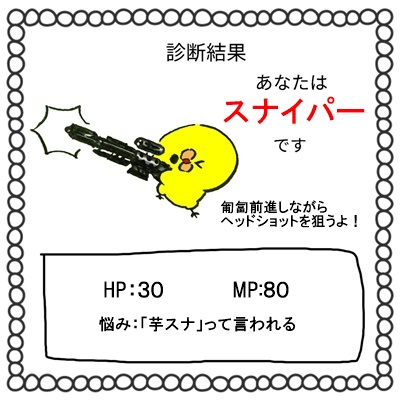 診断結果
あなたは
スナイパー
です
匍匐前進しながら
ヘッドショットを狙うよ！
HP：30 MP:80
悩み：「芋スナ」って言われる